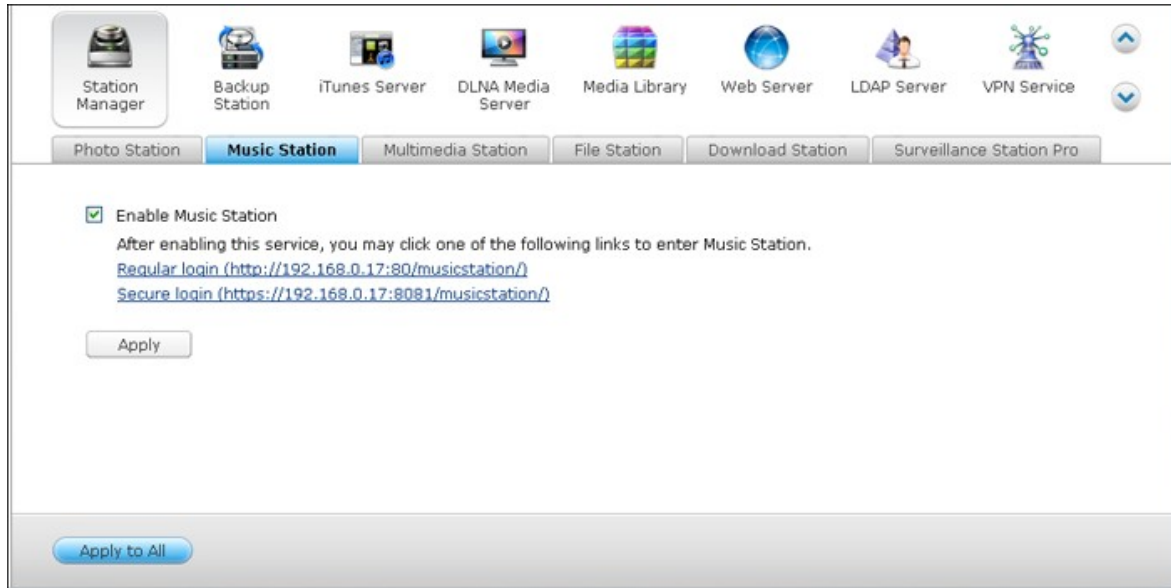 Station Manager
Backup Station
iTunes Server
DLNA Media Server
Media Library
Web Server
LDAP Server
VPN Service
Photo Station
Music Station
Multimedia Station
File Station
Download Station
Surveillance Station Pro
Enable Music Station
After enabling this service, you may click one of the following links to enter Music Station.
Regular login (http://192.168.0.17:80/musicstation/)
Secure login (https://192.168.0.17:8081/musicstation/)
Apply
Apply to All